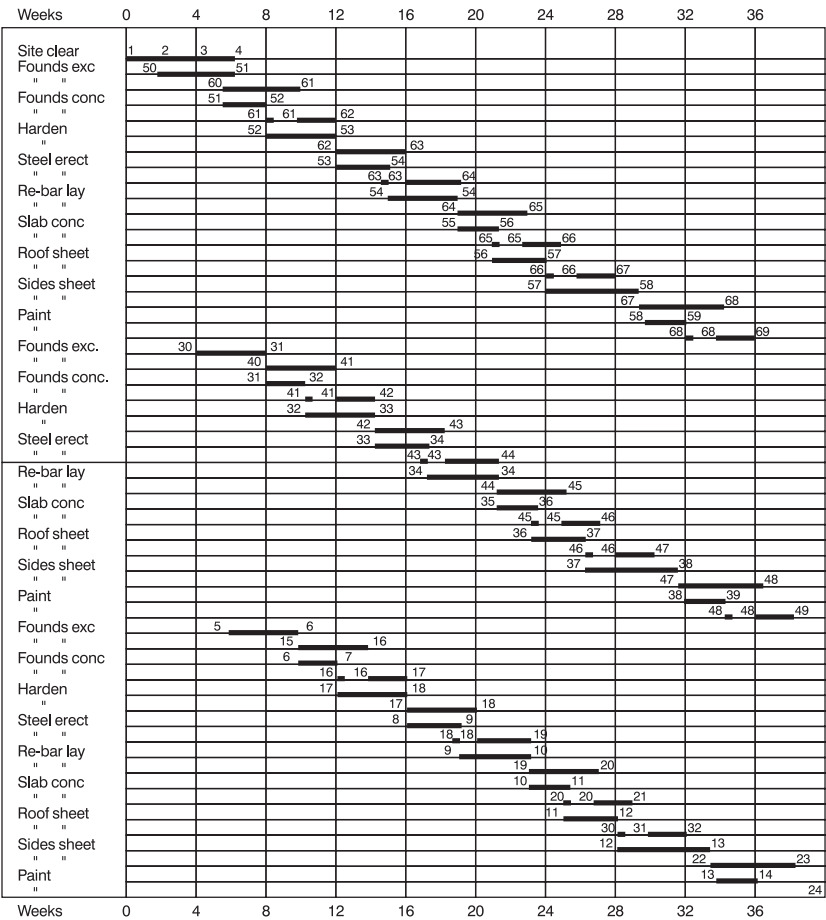 Weeks 0 4 8 12 16 20 24 28 32 36
Site clear 1 2 3 4
Founds exc 50 51
" " 60 61
Founds conc 51 52
" " 61 61 62
Harden 52 53
" 62 63
Steel erect 53 54
" " 63 63 64
Re-bar lay 54 54
" " 64 65
Slab conc 55 56
" " 65 65 66
Roof sheet 56 57
" " 66 66 67
Sides sheet 57 58
" " 67 68
Paint 58 59
" 68 68 69
Founds exc. 30 31
" " 40 41
Founds conc. 31 32
" " 41 41 42
Harden 32 33
" 42 43
Steel erect 33 34
" " 43 43 44
Re-bar lay 34 34
" " 44 45
Slab conc 35 36
" " 45 45 46
Roof sheet 36 37
" " 46 46 47
Sides sheet 37 38
" " 47 48
Paint 38 39
" 48 48 49
Founds exc 5 6
" " 15 16
Founds conc 6 7
" " 16 16 17
Harden 17 18
" 17 18
Steel erect 8 9
" " 18 18 19
Re-bar lay 9 10
" " 19 20
Slab conc 10 11
" " 20 20 21
Roof sheet 11 12
" " 30 31 32
Sides sheet 12 13
" " 22 23
Paint 13 14
" 24
Weeks 0 4 8 12 16 20 24 28 32 36